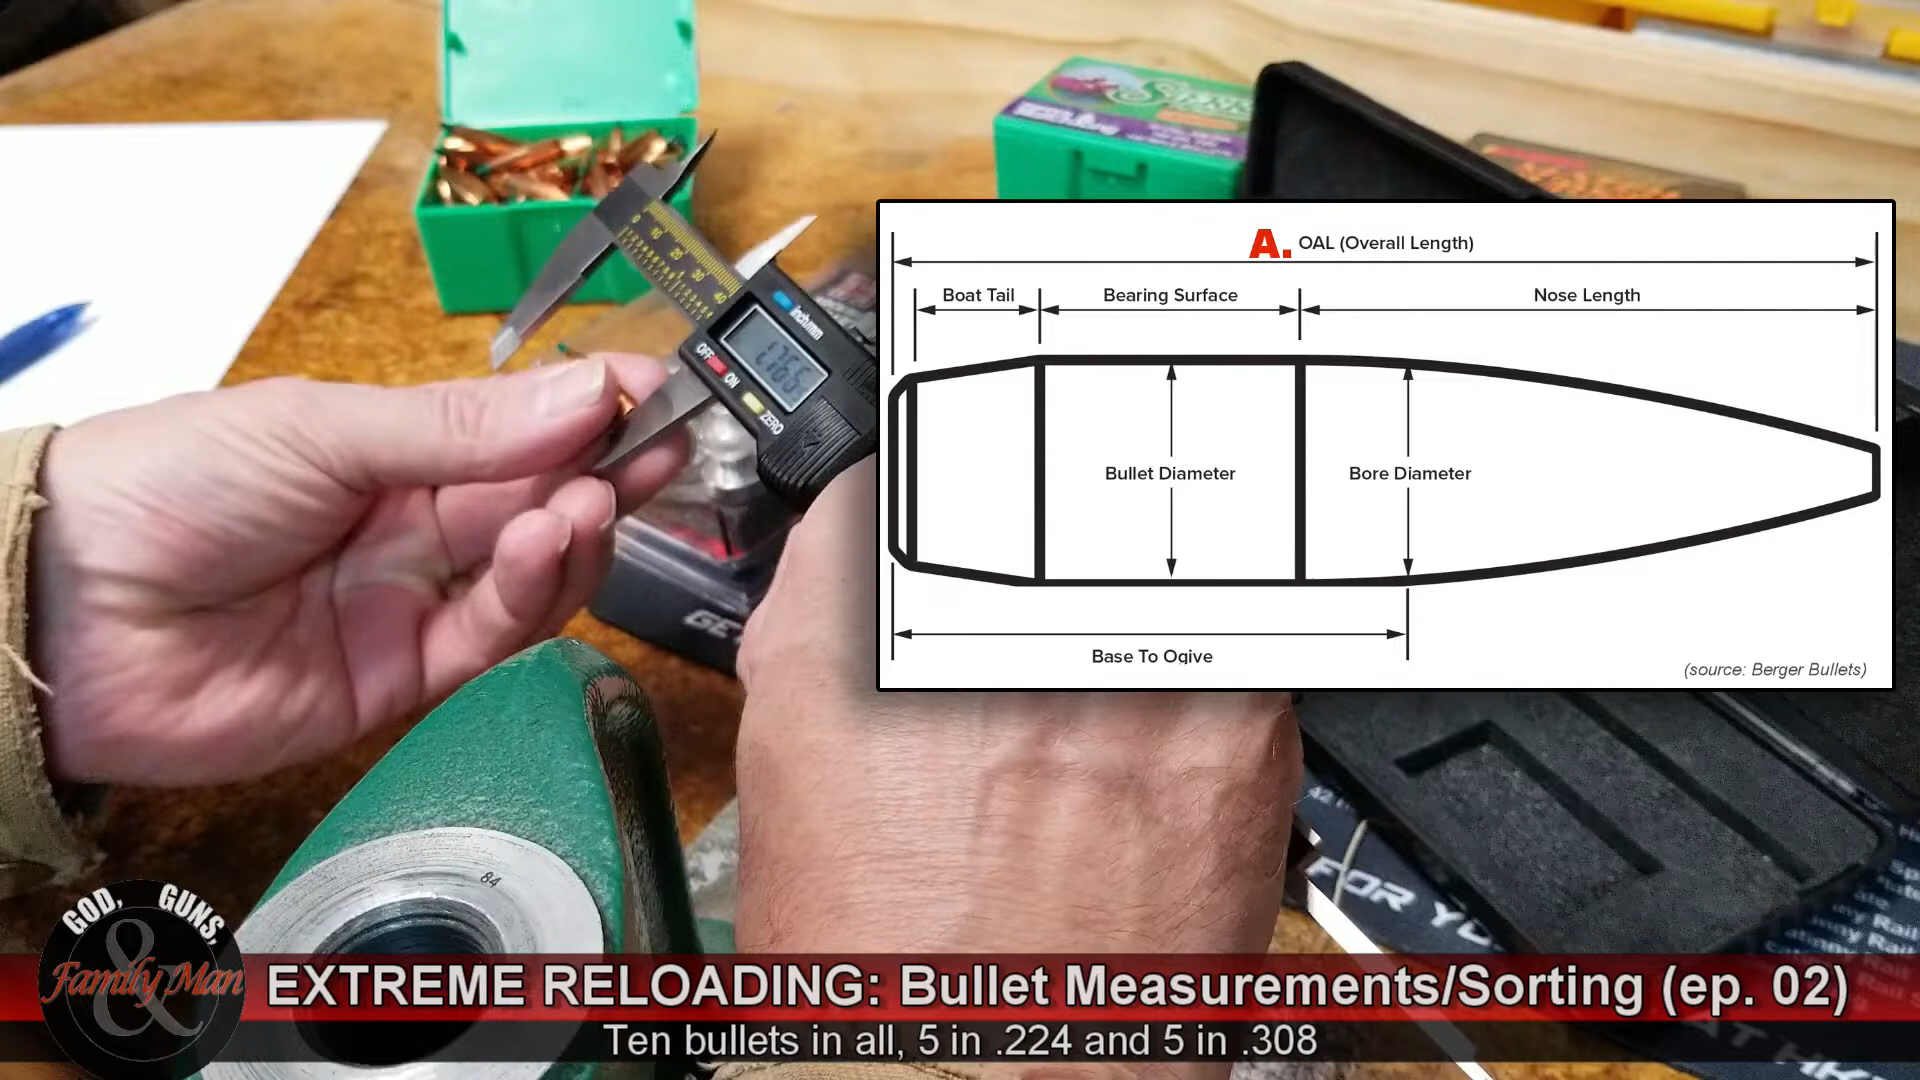 A. OAL (Overall Length)
Boat Tail
Bearing Surface
Nose Length
Bullet Diameter
Bore Diameter
Base To Ogive
(source: Berger Bullets)
inch/mm
OFF
ON
ZERO
84
FOR
GOD, GUNS,
&
Family Man
EXTREME RELOADING: Bullet Measurements/Sorting (ep. 02)
Ten bullets in all, 5 in .224 and 5 in .308